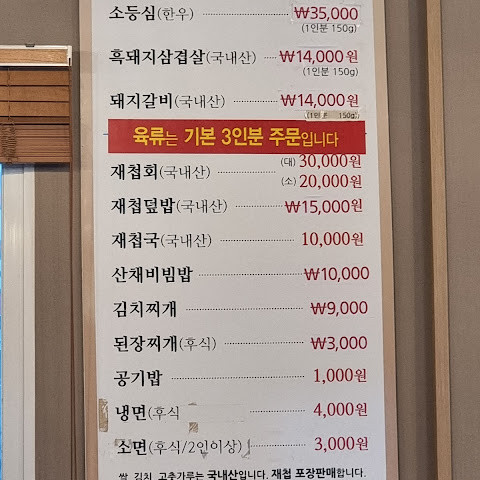 소등심(한우) ₩35,000
(1인분 150g)
흑돼지삼겹살(국내산) ₩14,000원
(1인분 150g)
돼지갈비(국내산) ₩14,000원
(1인분 150g)
육류는 기본 3인분 주문입니다
재첩회(국내산) (대) 30,000원
(소) 20,000원
재첩덮밥(국내산) ₩15,000원
재첩국(국내산) 10,000원
산채비빔밥 ₩10,000
김치찌개 ₩9,000
된장찌개(후식) ₩3,000
공기밥 1,000원
냉면(후식 4,000원
소면(후식/2인이상) 3,000원
쌀, 김치, 고춧가루는 국내산입니다. 재첩 포장판매합니다.